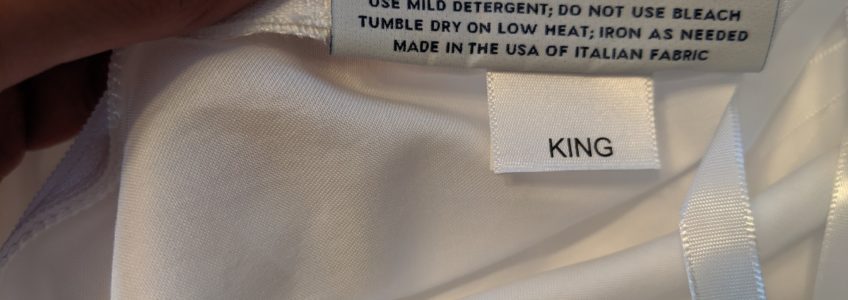 USE MILD DETERGENT; DO NOT USE BLEACH
TUMBLE DRY ON LOW HEAT; IRON AS NEEDED
MADE IN THE USA OF ITALIAN FABRIC
KING